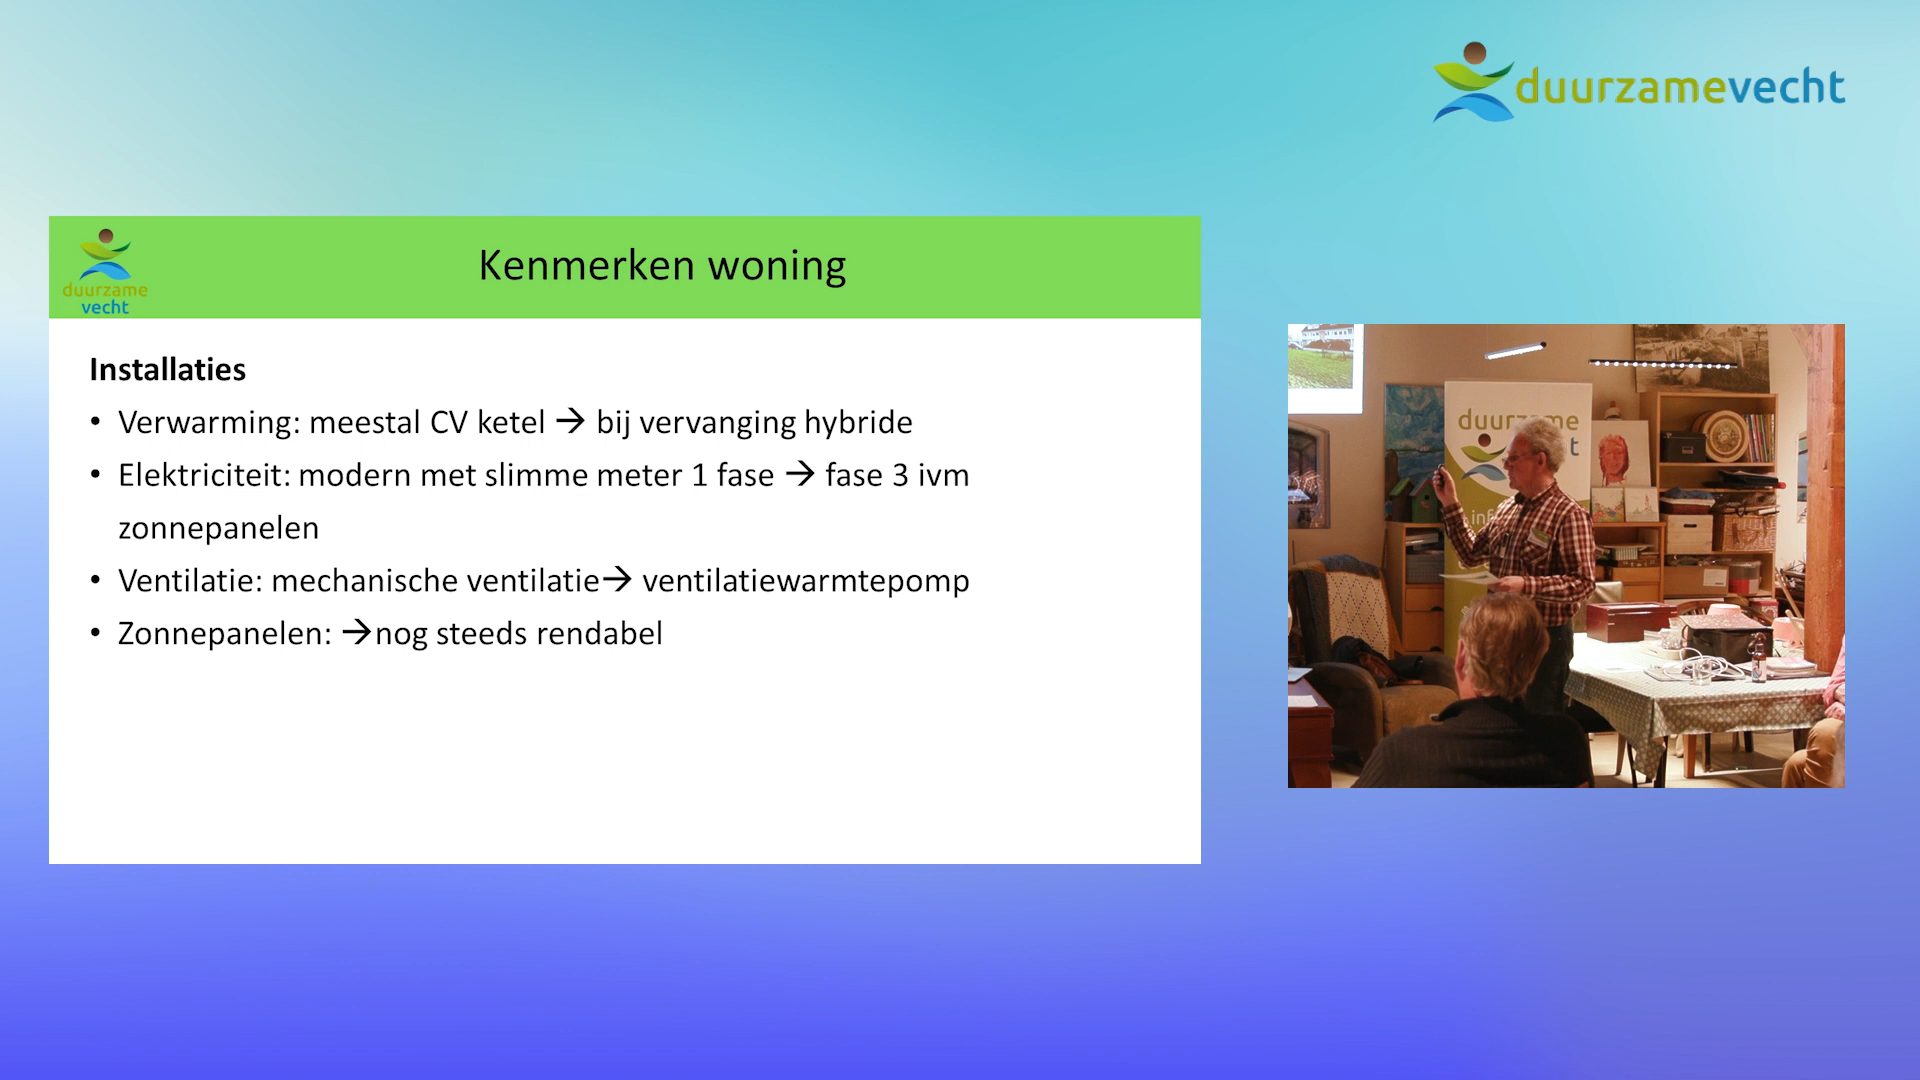 duurzamevecht
Kenmerken woning
duurzame
vecht
Installaties
• Verwarming: meestal CV ketel → bij vervanging hybride
• Elektriciteit: modern met slimme meter 1 fase → fase 3 ivm
zonnepanelen
• Ventilatie: mechanische ventilatie→ ventilatiewarmtepomp
• Zonnepanelen: →nog steeds rendabel
duurzame